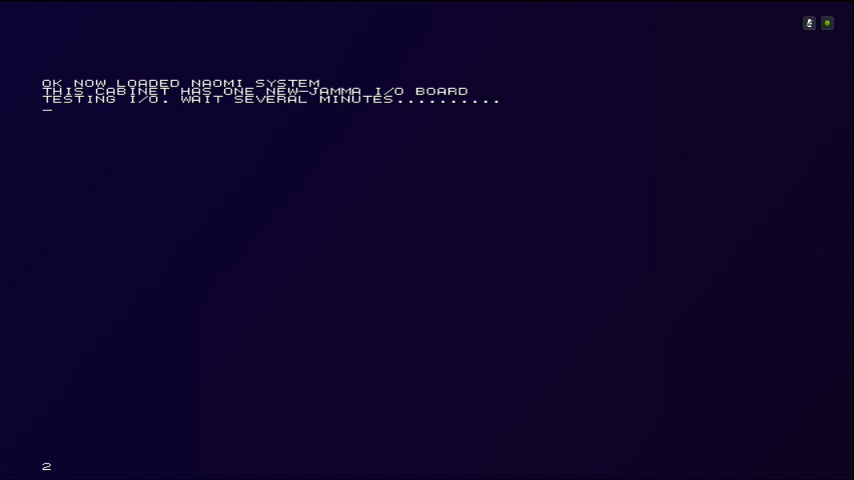 OK NOW LOADED NAOMI SYSTEM
THIS CABINET HAS ONE NEW-JAMMA I/O BOARD
TESTING I/O. WAIT SEVERAL MINUTES..........
_
2